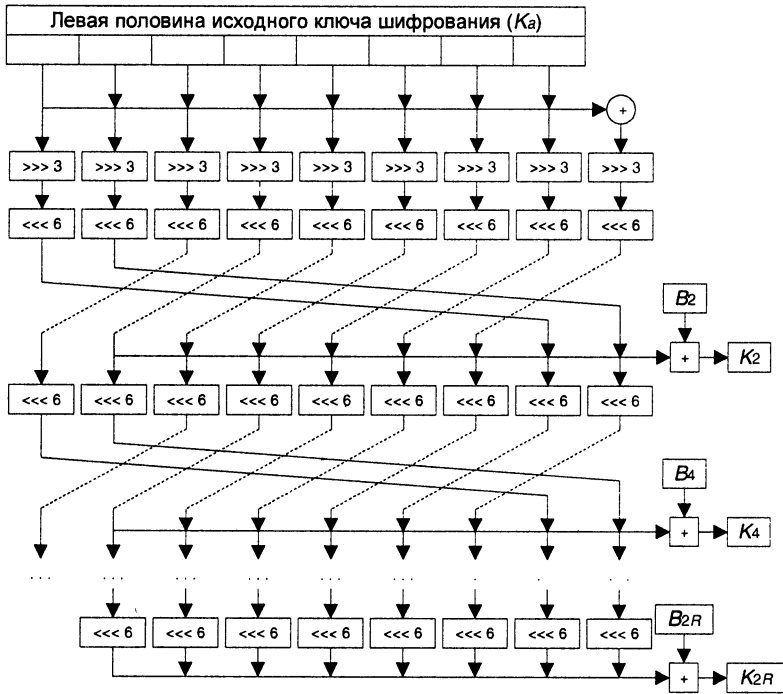 Левая половина исходного ключа шифрования (Ka)
+
>>> 3 >>> 3 >>> 3 >>> 3 >>> 3 >>> 3 >>> 3 >>> 3 >>> 3
<<< 6 <<< 6 <<< 6 <<< 6 <<< 6 <<< 6 <<< 6 <<< 6 <<< 6
B2
+ K2
<<< 6 <<< 6 <<< 6 <<< 6 <<< 6 <<< 6 <<< 6 <<< 6 <<< 6
B4
+ K4
... ... ... ... ... ... ... . ...
<<< 6 <<< 6 <<< 6 <<< 6 <<< 6 <<< 6 <<< 6 <<< 6
B2R
+ K2R